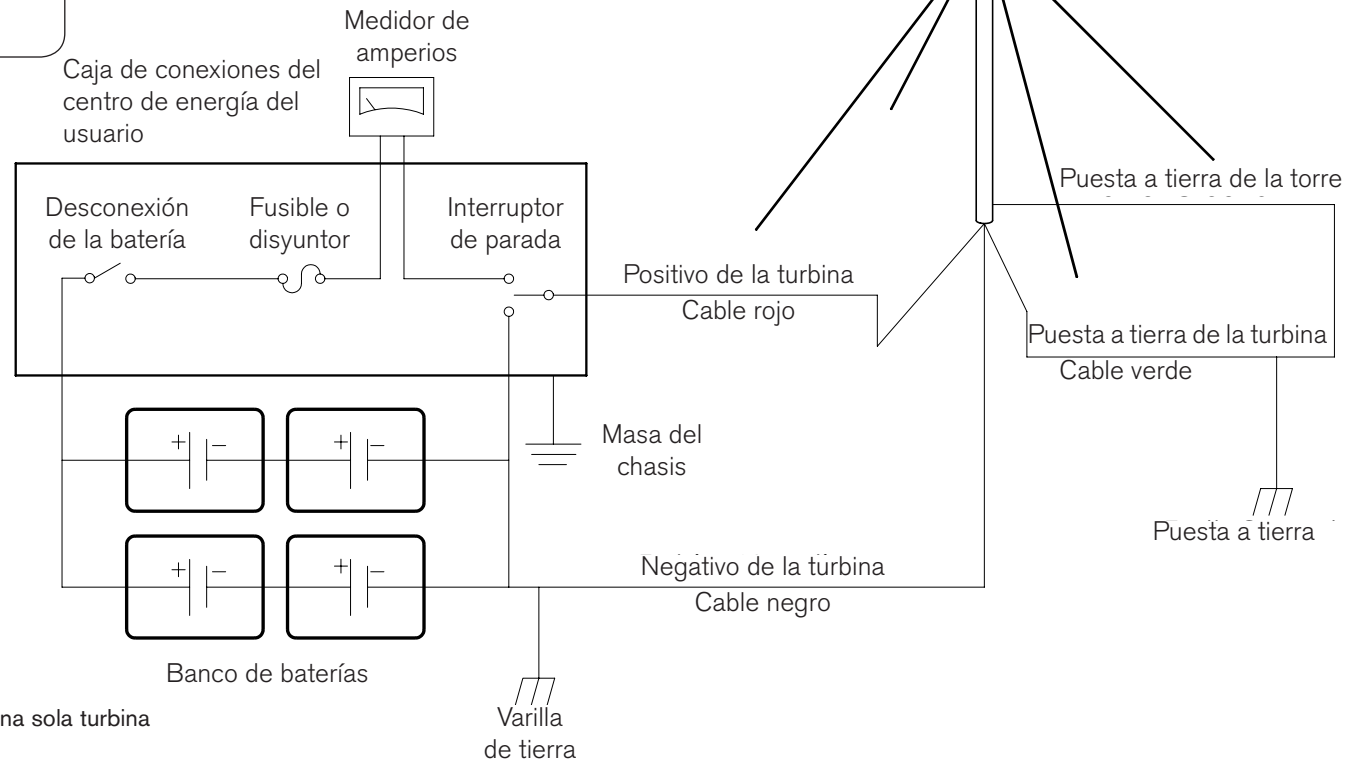 Medidor de
amperios
Caja de conexiones del
centro de energía del
usuario
Desconexión
de la batería
Fusible o
disyuntor
Interruptor
de parada
Puesta a tierra de la torre
Positivo de la turbina
Cable rojo
Puesta a tierra de la turbina
Cable verde
+ -
+ -
Masa del
chasis
Puesta a tierra
+ -
+ -
Negativo de la turbina
Cable negro
Banco de baterías
na sola turbina
Varilla
de tierra